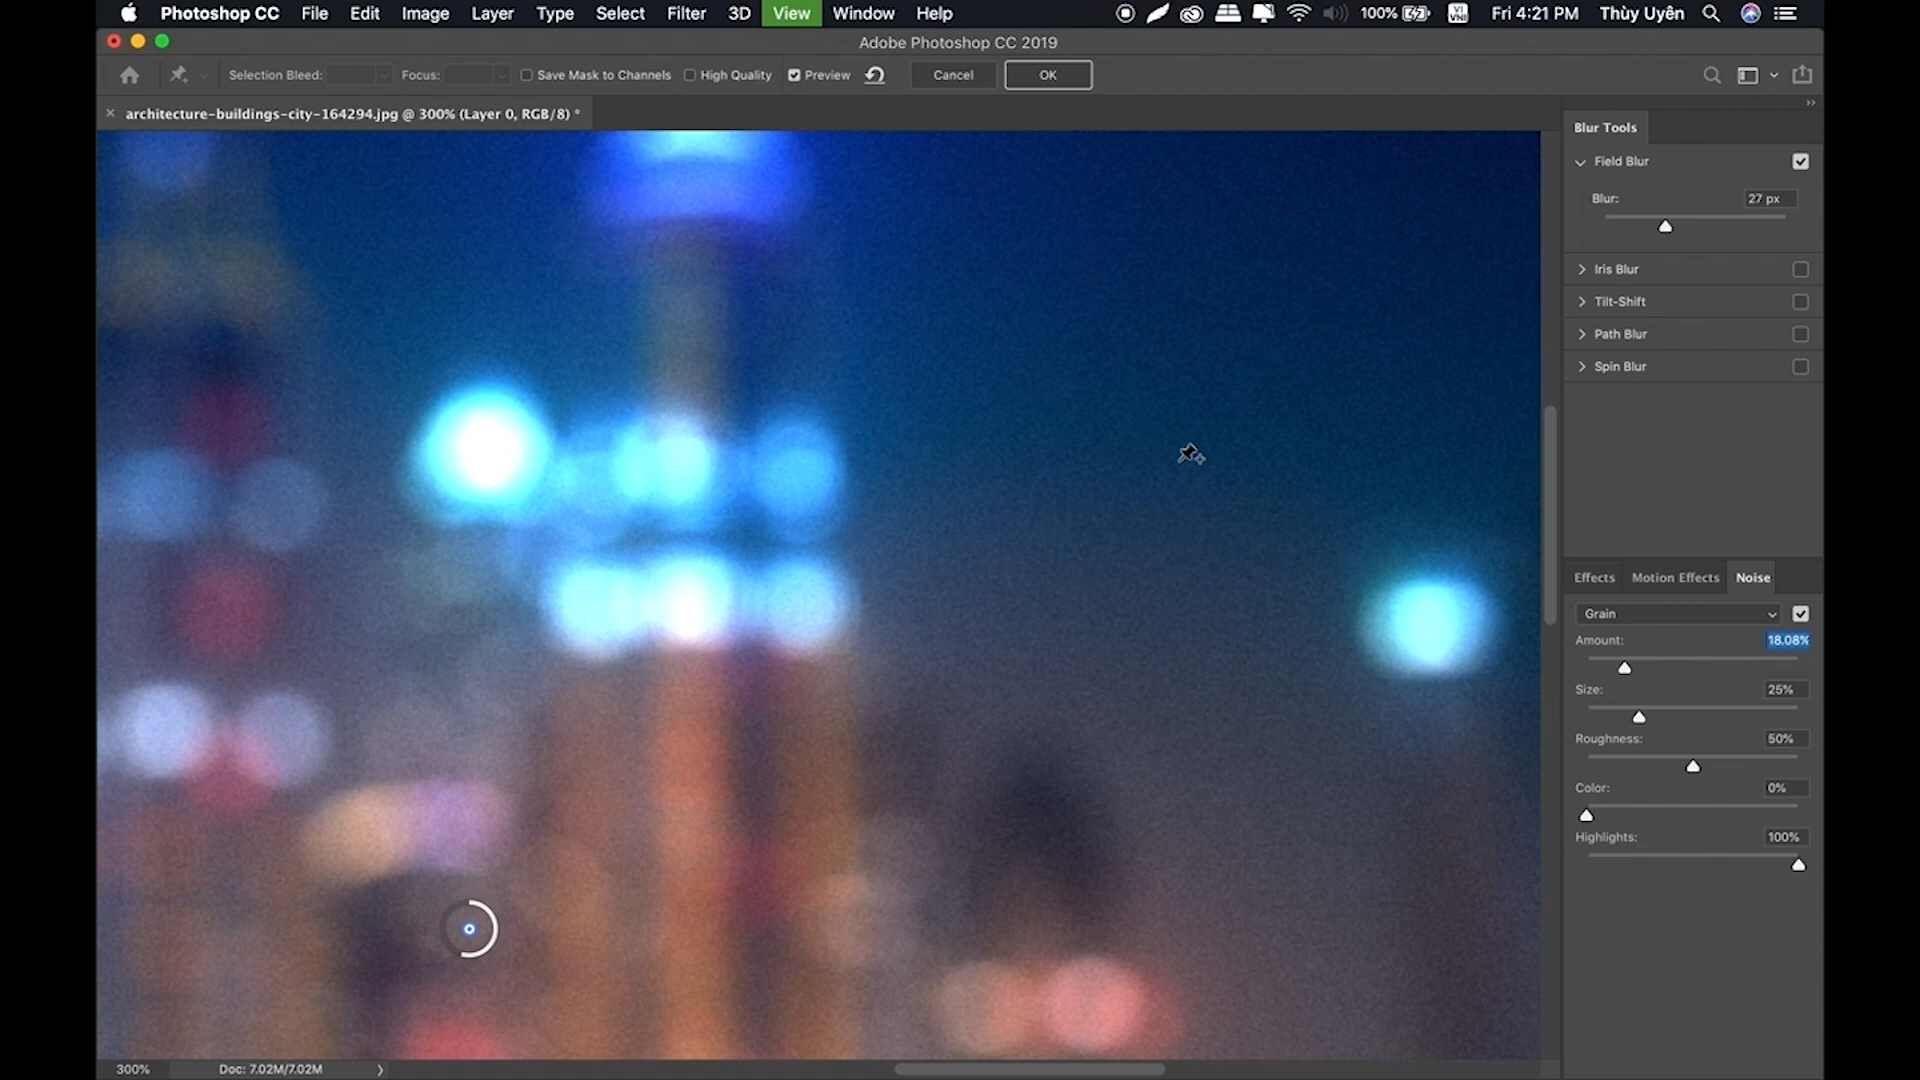 Photoshop CC File Edit Image Layer Type Select Filter 3D View Window Help 100% VI VNI Fri 4:21 PM Thùy Uyên
Adobe Photoshop CC 2019
Selection Bleed: Focus: Save Mask to Channels High Quality Preview Cancel OK
architecture-buildings-city-164294.jpg @ 300% (Layer 0, RGB/8) *
Blur Tools
Field Blur
Blur: 27 px
Iris Blur
Tilt-Shift
Path Blur
Spin Blur
Effects Motion Effects Noise
Grain
Amount: 18.08%
Size: 25%
Roughness: 50%
Color: 0%
Highlights: 100%
300% Doc: 7.02M/7.02M